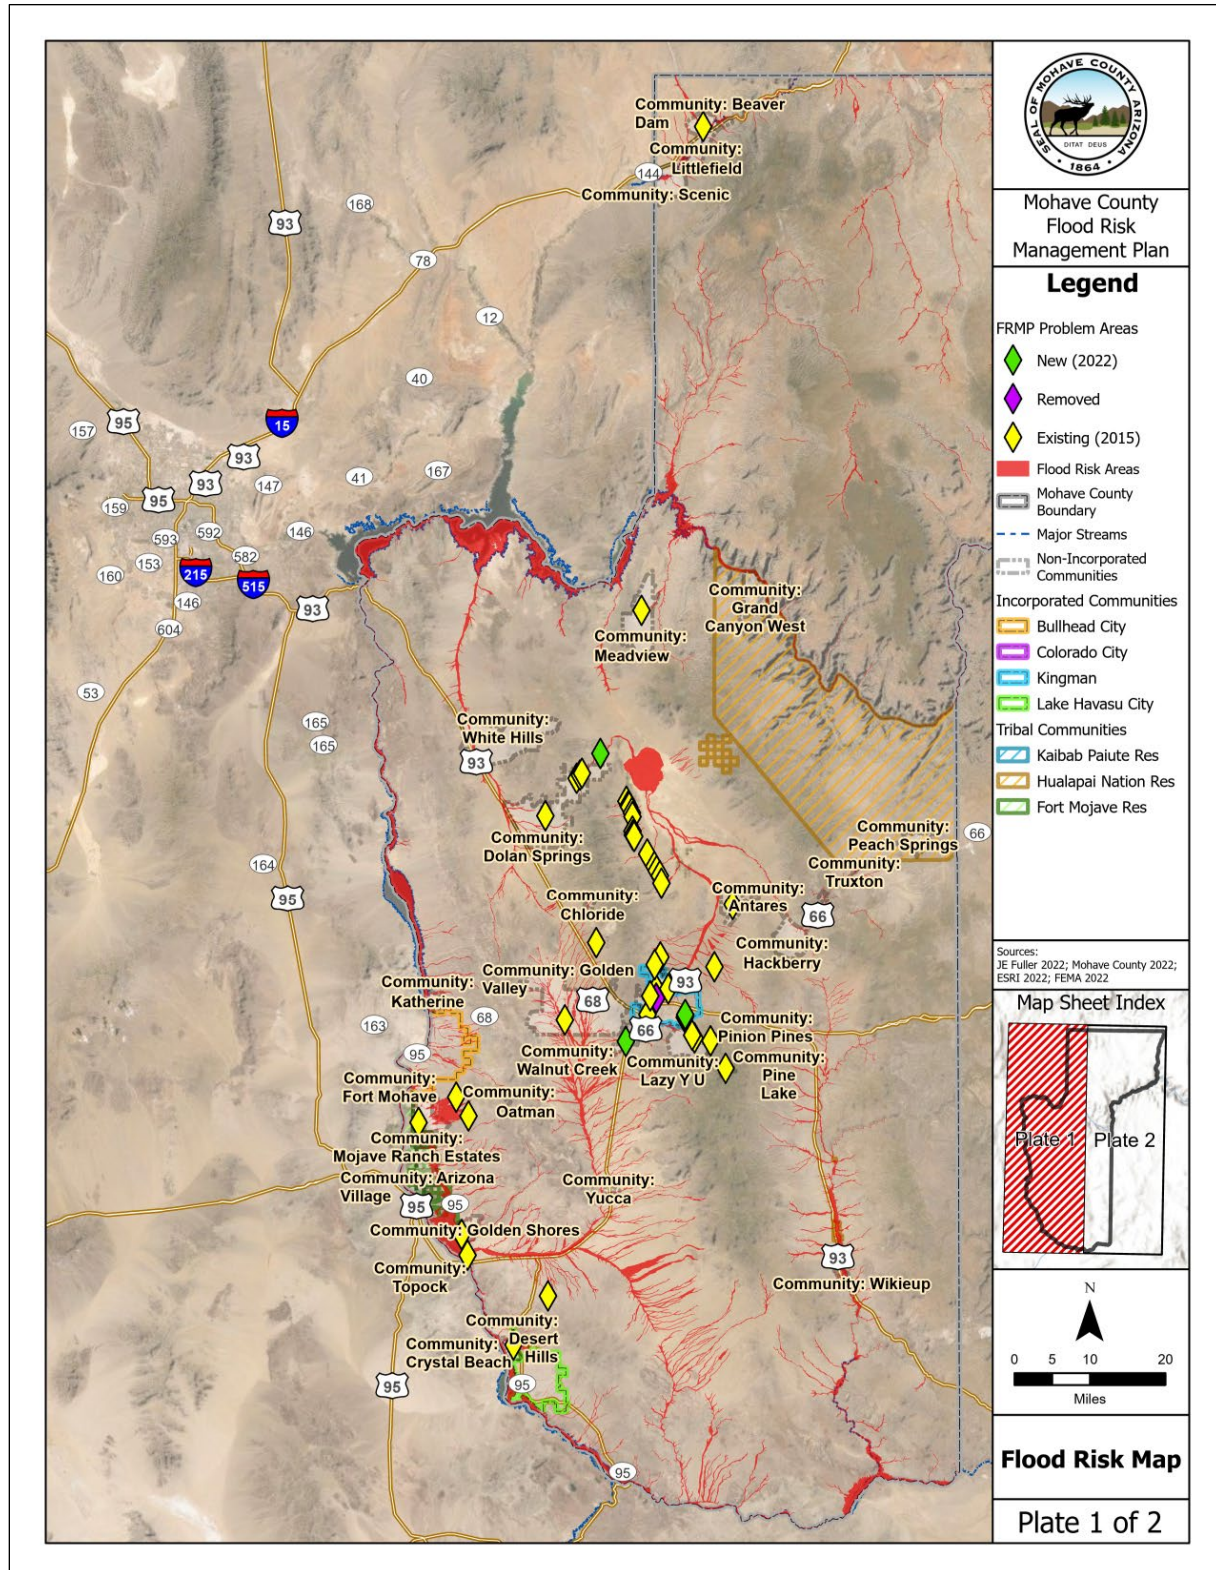 Community: Beaver
Dam
Community:
Littlefield
144
Community: Scenic
168
93
78
12
40
15
95
157
93
93
147
41
167
95
159
592
146
593
582
153
160
215
515
146
93
604
Community:
Grand
Canyon West
Community:
Meadview
53
165
165
Community:
White Hills
93
Community:
Peach Springs
66
Community:
Dolan Springs
Community:
Truxton
164
95
Community:
Chloride
Community:
Antares
66
Community:
Hackberry
Community: Golden
Valley
Community:
Katherine
93
68
68
163
66
Community:
Pinion Pines
95
Community:
Walnut Creek
Community:
Lazy Y U
Community:
Pine
Lake
Community:
Fort Mohave
Community:
Oatman
Community:
Mojave Ranch Estates
Community: Arizona
Village
Community:
Yucca
95
95
Community: Golden Shores
Community:
Topock
93
Community: Wikieup
Community:
Desert
Hills
Community:
Crystal Beach
95
95
95
SEAL OF MOHAVE COUNTY ARIZONA
DITAT DEUS
1864
Mohave County
Flood Risk
Management Plan
Legend
FRMP Problem Areas
New (2022)
Removed
Existing (2015)
Flood Risk Areas
Mohave County
Boundary
Major Streams
Non-Incorporated
Communities
Incorporated Communities
Bullhead City
Colorado City
Kingman
Lake Havasu City
Tribal Communities
Kaibab Paiute Res
Hualapai Nation Res
Fort Mojave Res
Sources:
JE Fuller 2022; Mohave County 2022;
ESRI 2022; FEMA 2022
Map Sheet Index
Plate 1
Plate 2
N
0 5 10 20
Miles
Flood Risk Map
Plate 1 of 2